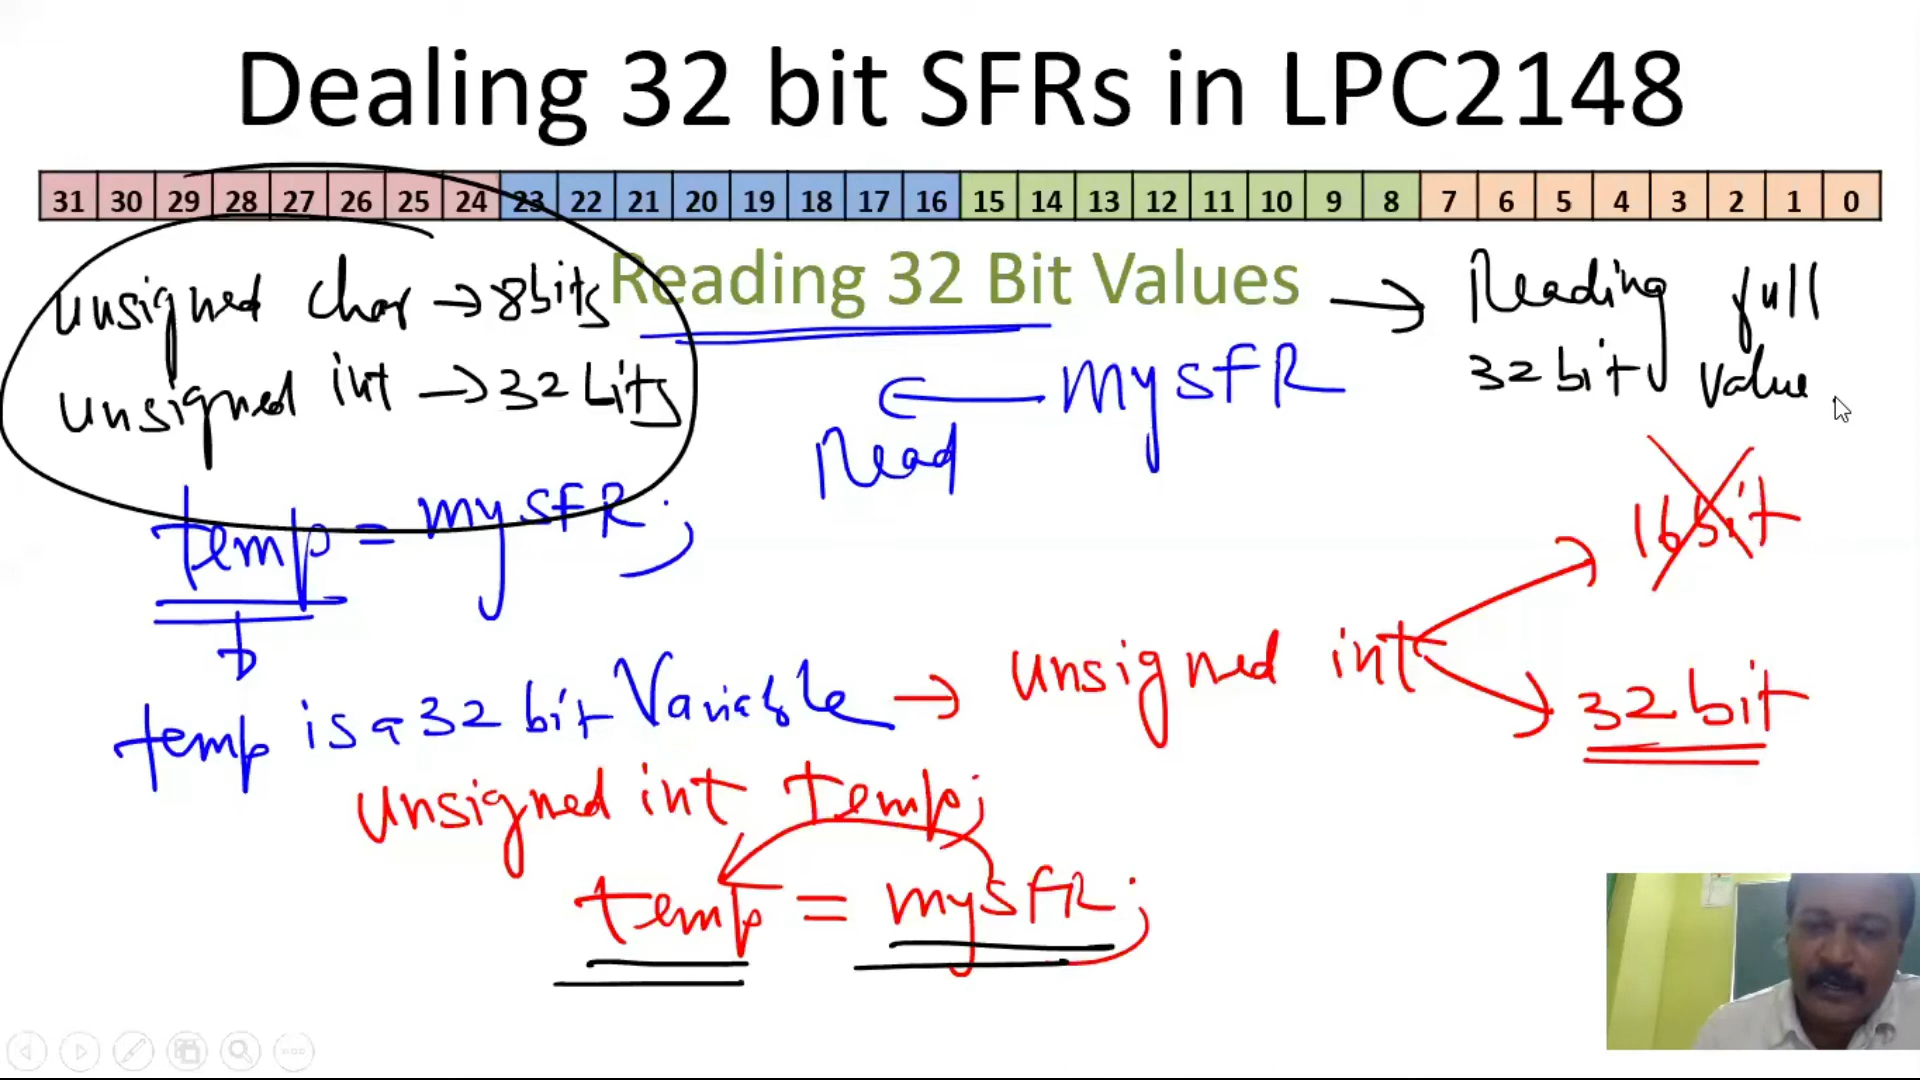 Dealing 32 bit SFRs in LPC2148
31 30 29 28 27 26 25 24 23 22 21 20 19 18 17 16 15 14 13 12 11 10 9 8 7 6 5 4 3 2 1 0
Reading 32 Bit Values → Reading full
32 bit value
unsigned char → 8bits
unsigned int → 32 bits
← mysFR
Read
temp = mysFR;
16 bit
temp is a 32 bit Variable → unsigned int
32 bit
unsigned int temp;
temp = mysFR;